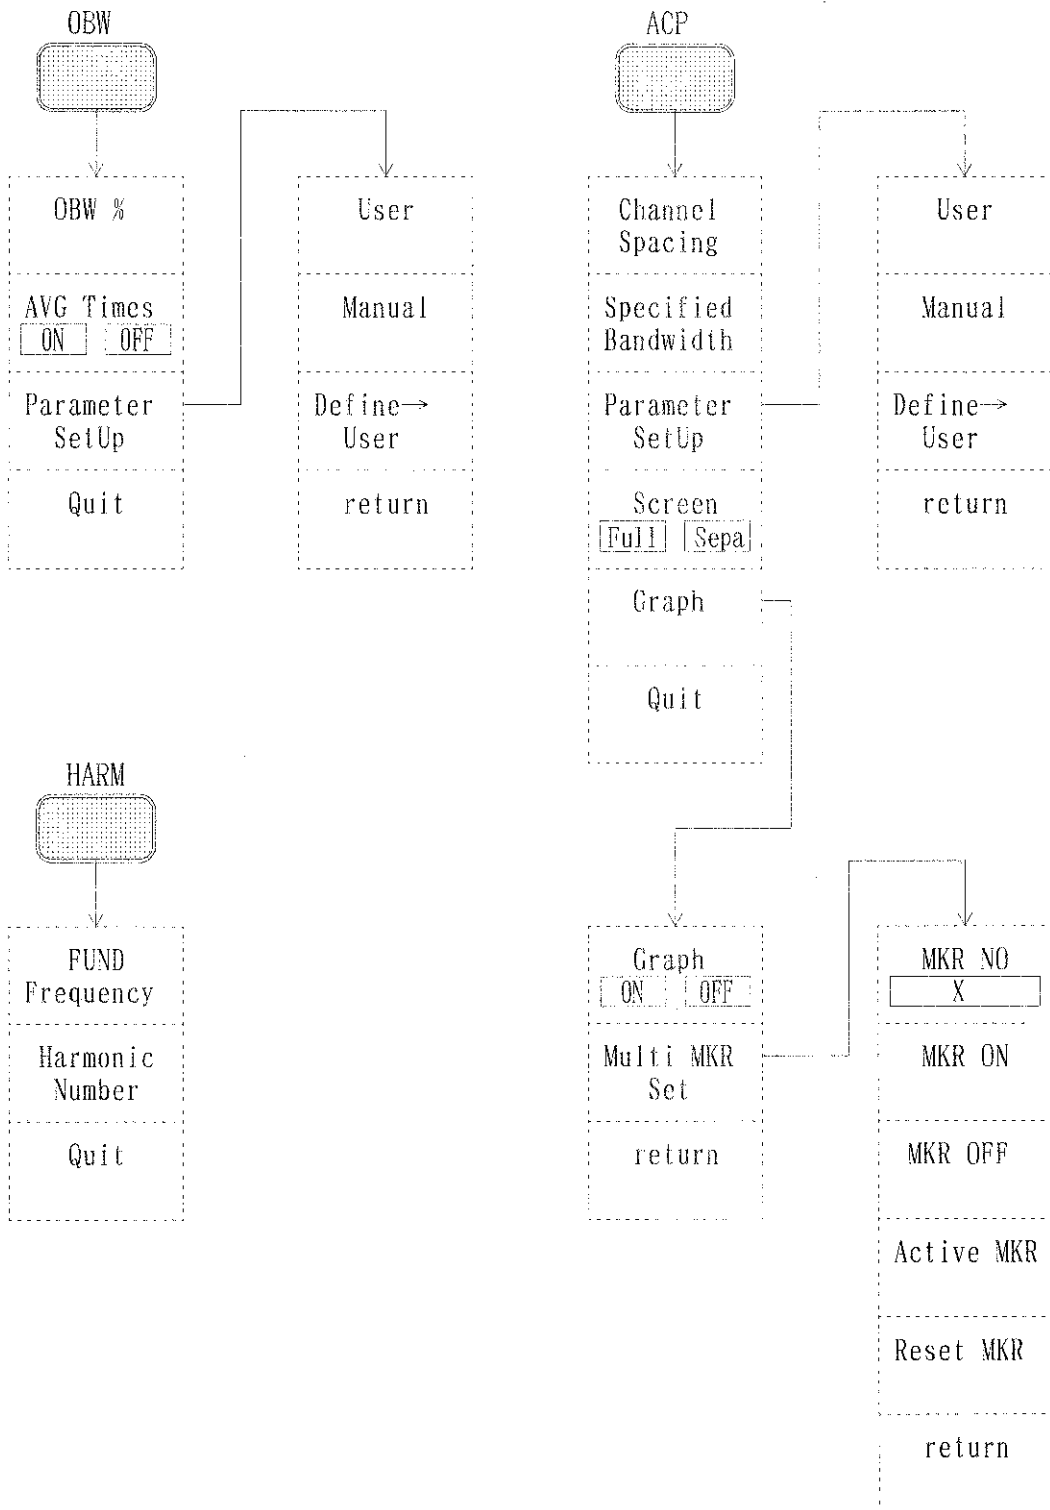 OBW
OBW %
AVG Times
ON OFF
Parameter
SetUp
Quit
User
Manual
Define→
User
return
ACP
Channel
Spacing
Specified
Bandwidth
Parameter
SetUp
Screen
Full Sepa
Graph
Quit
User
Manual
Define→
User
return
HARM
FUND
Frequency
Harmonic
Number
Quit
Graph
ON OFF
Multi MKR
Set
return
MKR NO
X
MKR ON
MKR OFF
Active MKR
Reset MKR
return